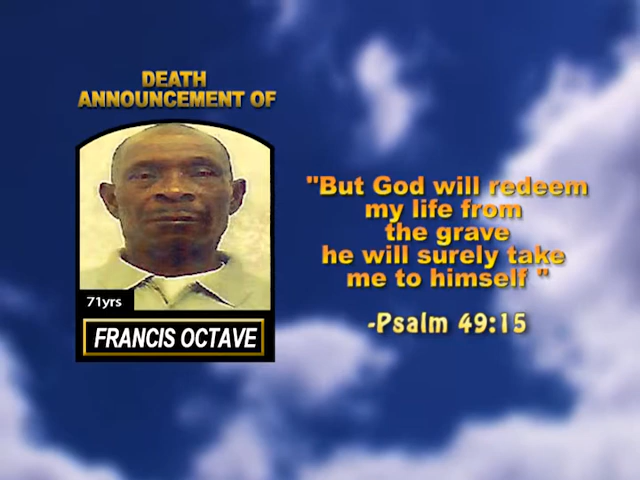 DEATH
ANNOUNCEMENT OF
71yrs
FRANCIS OCTAVE
"But God will redeem
my life from
the grave
he will surely take
me to himself "
-Psalm 49:15